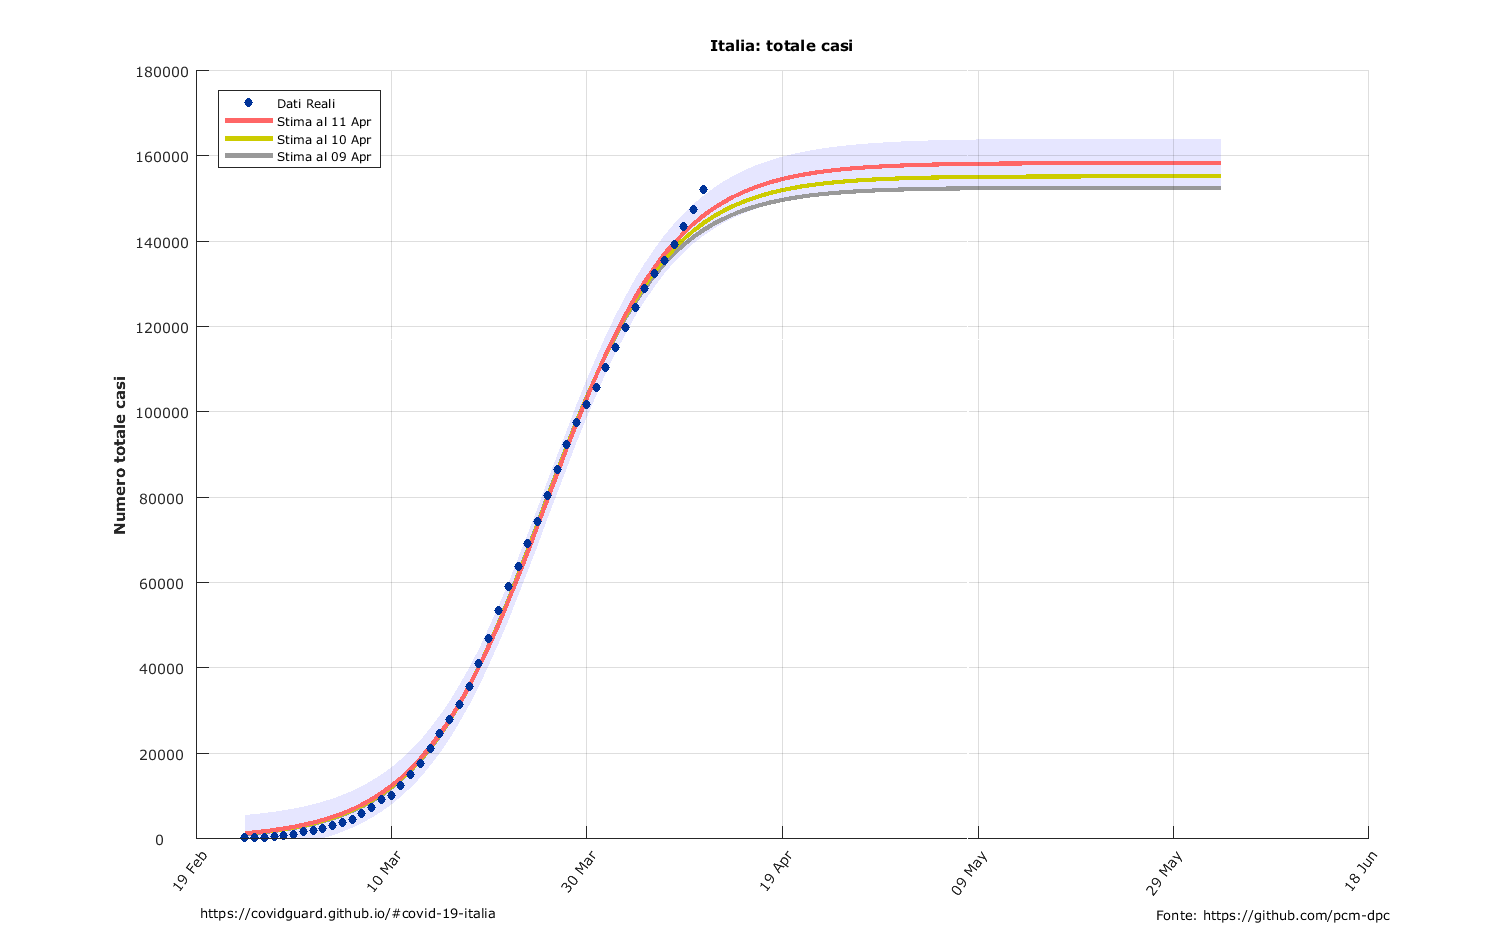 Italia: totale casi
Dati Reali
Stima al 11 Apr
Stima al 10 Apr
Stima al 09 Apr
Numero totale casi
180000
160000
140000
120000
100000
80000
60000
40000
20000
0
19 Feb
10 Mar
30 Mar
19 Apr
09 May
29 May
18 Jun
https://covidguard.github.io/#covid-19-italia
Fonte: https://github.com/pcm-dpc